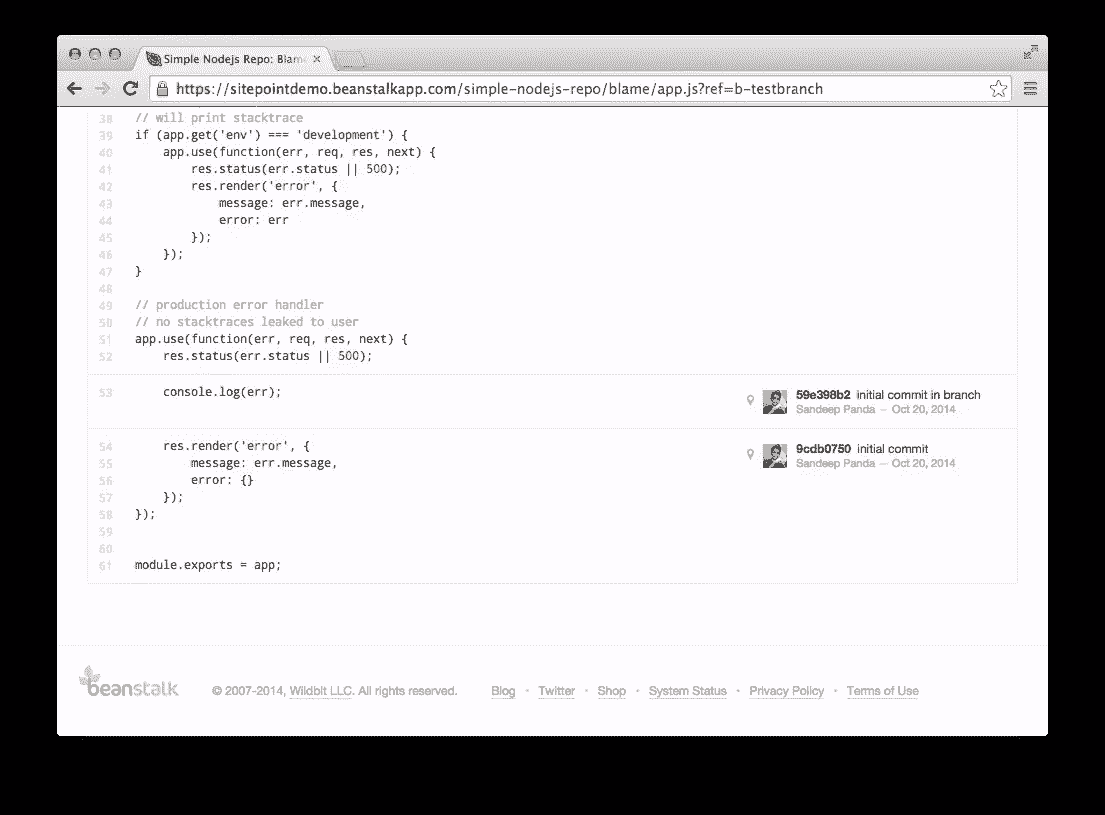 Simple Nodejs Repo: Blam
https://sitepointdemo.beanstalkapp.com/simple-nodejs-repo/blame/app.js?ref=b-testbranch
38 // will print stacktrace
39 if (app.get('env') === 'development') {
40 app.use(function(err, req, res, next) {
41 res.status(err.status || 500);
42 res.render('error', {
43 message: err.message,
44 error: err
45 });
46 });
47 }
48
49 // production error handler
50 // no stacktraces leaked to user
51 app.use(function(err, req, res, next) {
52 res.status(err.status || 500);
53 console.log(err);
59e398b2 initial commit in branch
Sandeep Panda – Oct 20, 2014
54 res.render('error', {
9cdb0750 initial commit
55 message: err.message,
Sandeep Panda – Oct 20, 2014
56 error: {}
57 });
58 });
59
60
61 module.exports = app;
beanstalk
© 2007-2014, Wildbit LLC. All rights reserved.
Blog • Twitter • Shop • System Status • Privacy Policy • Terms of Use